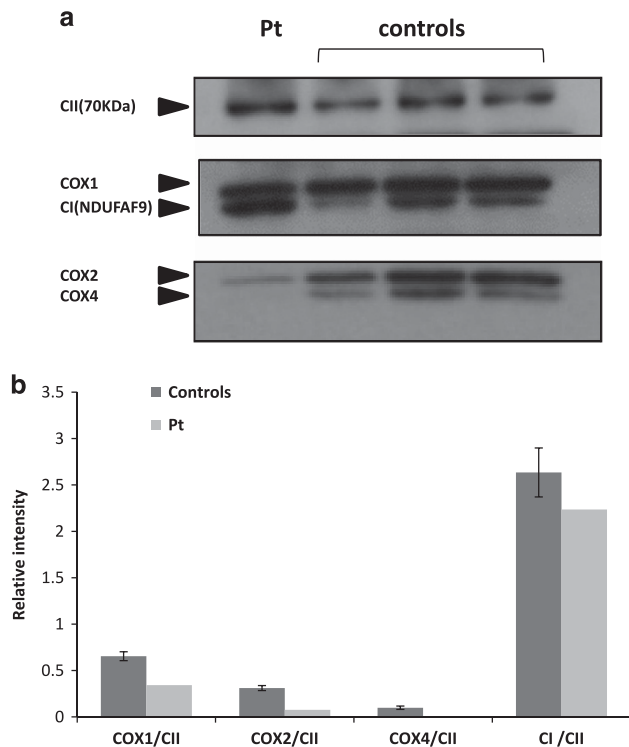 a
Pt controls
CII(70KDa)
COX1
CI(NDUFAF9)
COX2
COX4
b
3.5
3
2.5
2
1.5
1
0.5
0
Relative intensity
Controls
Pt
COX1/CII COX2/CII COX4/CII CI /CII